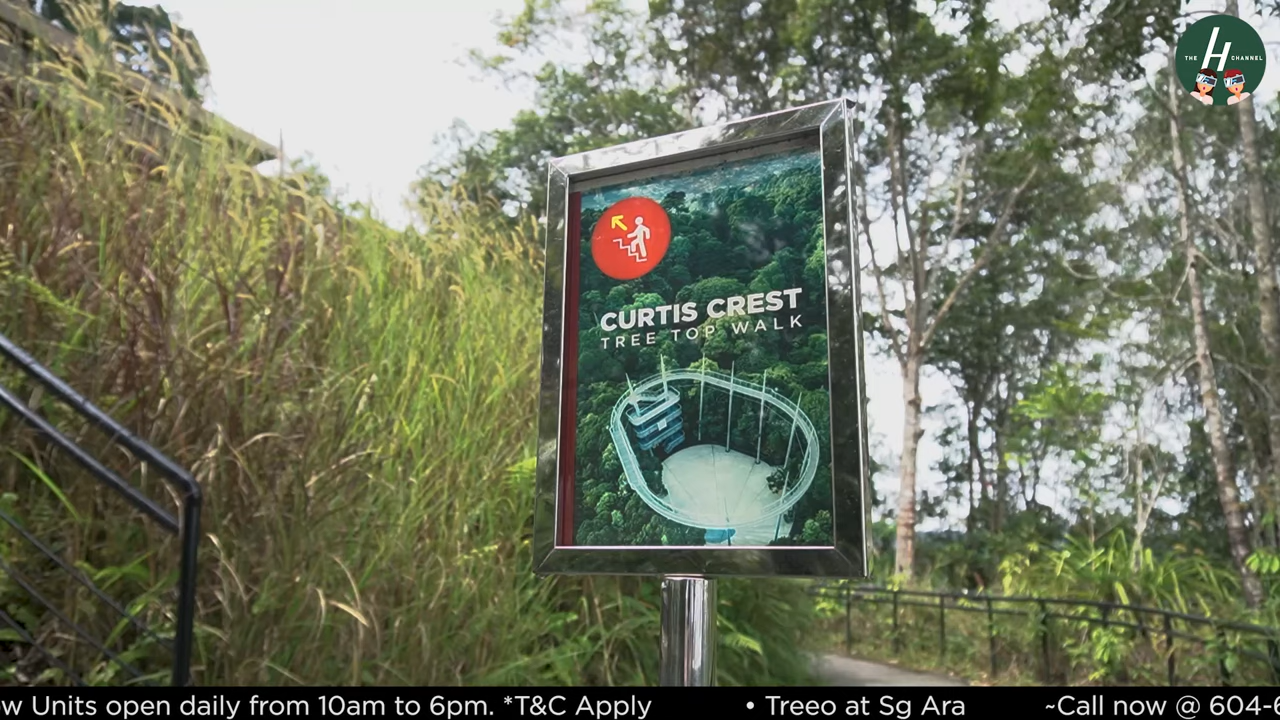 THE H CHANNEL
CURTIS CREST
TREE TOP WALK
w Units open daily from 10am to 6pm. *T&C Apply • Treeo at Sg Ara ~Call now @ 604-6